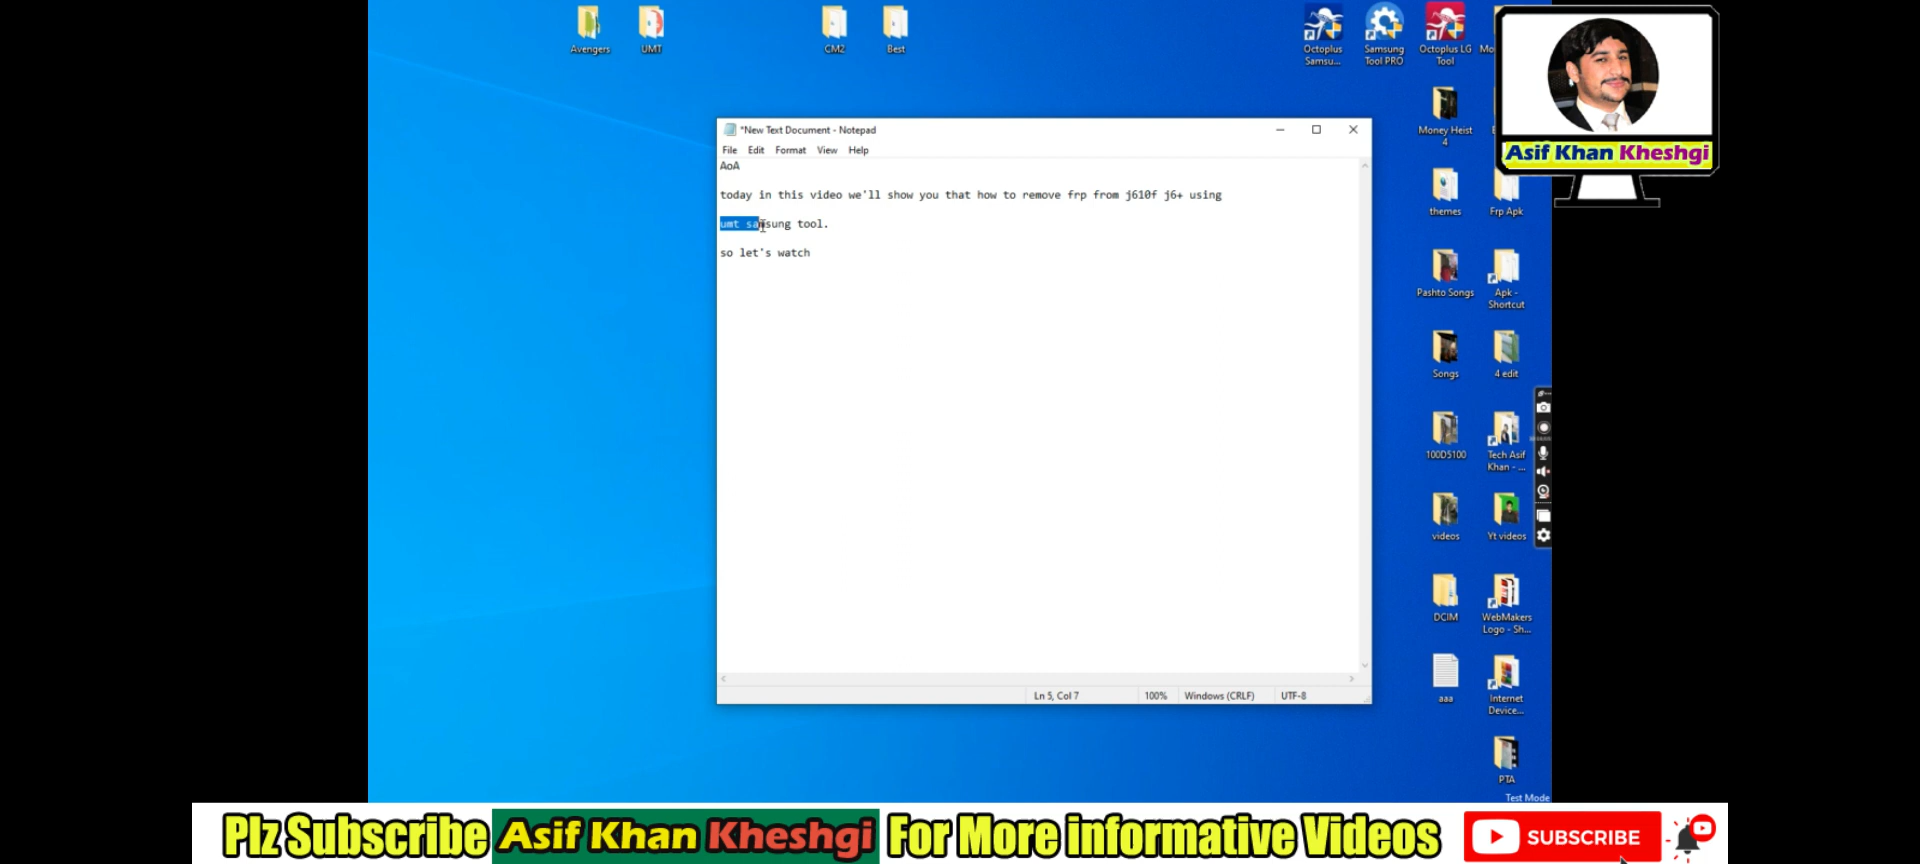 Avengers
UMT
CM2
Best
Octoplus
Samsu...
Samsung
Tool PRO
Octoplus LG
Tool
Asif Khan Kheshgi
*New Text Document - Notepad
File Edit Format View Help
AoA
today in this video we'll show you that how to remove frp from j610f j6+ using
umt samsung tool.
so let's watch
Ln 5, Col 7 100% Windows (CRLF) UTF-8
Money Heist
4
themes
Frp Apk
Pashto Songs
Apk -
Shortcut
Songs
4 edit
100D5100
Tech Asif
Khan - ...
videos
Yt videos
DCIM
WebMakers
Logo - Sh...
aaa
Internet
Device...
PTA
Test Mode
Plz Subscribe Asif Khan Kheshgi For More informative Videos SUBSCRIBE